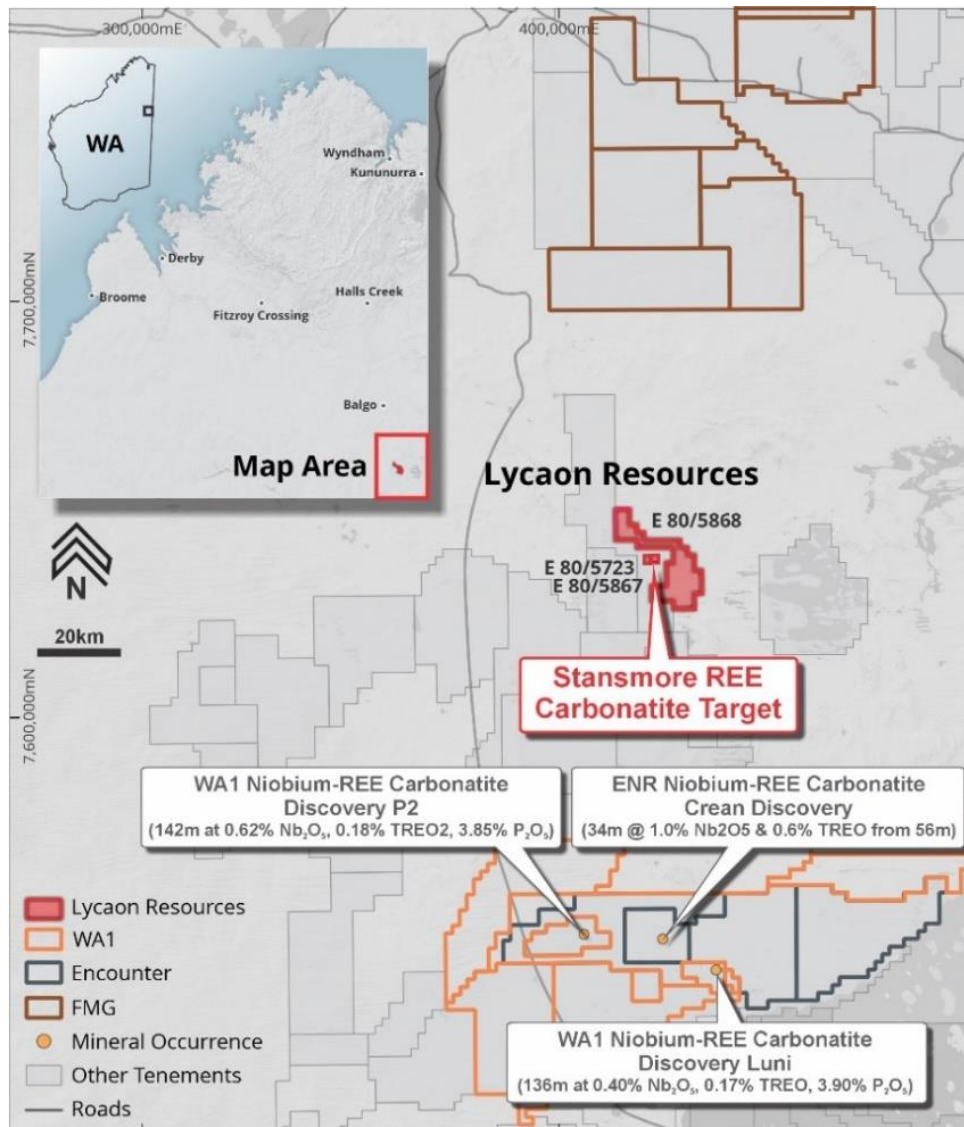 300,000mE
400,000mE
7,700,000mN
7,600,000mN
WA
Wyndham
Kununurra
Derby
Broome
Fitzroy Crossing
Halls Creek
Balgo
Map Area
N
20km
Lycaon Resources
E 80/5868
E 80/5723
E 80/5867
Stansmore REE
Carbonatite Target
WA1 Niobium-REE Carbonatite
Discovery P2
(142m at 0.62% Nb₂O₅, 0.18% TREO2, 3.85% P₂O₅)
ENR Niobium-REE Carbonatite
Crean Discovery
(34m @ 1.0% Nb2O5 & 0.6% TREO from 56m)
WA1 Niobium-REE Carbonatite
Discovery Luni
(136m at 0.40% Nb₂O₅, 0.17% TREO, 3.90% P₂O₅)
Lycaon Resources
WA1
Encounter
FMG
Mineral Occurrence
Other Tenements
Roads